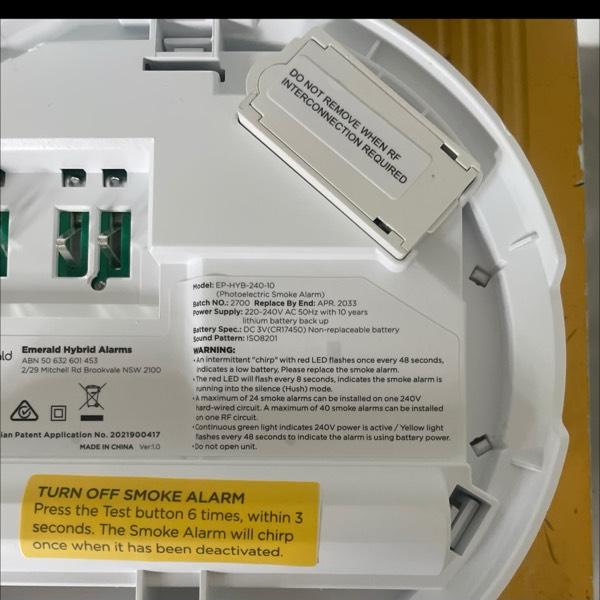 DO NOT REMOVE WHEN RF
INTERCONNECTION REQUIRED
Model: EP-HYB-240-10
(Photoelectric Smoke Alarm)
Batch NO.: 2700 Replace By End: APR. 2033
Power Supply: 220-240V AC 50Hz with 10 years
lithium battery back up
Battery Spec.: DC 3V(CR17450) Non-replaceable battery
Sound Pattern: ISO8201
WARNING:
•An intermittent "chirp" with red LED flashes once every 48 seconds,
indicates a low battery, Please replace the smoke alarm.
•The red LED will flash every 8 seconds, indicates the smoke alarm is
running into the silence (Hush) mode.
•A maximum of 24 smoke alarms can be installed on one 240V
hard-wired circuit. A maximum of 40 smoke alarms can be installed
on one RF circuit.
•Continuous green light indicates 240V power is active / Yellow light
flashes every 48 seconds to indicate the alarm is using battery power.
•Do not open unit.
ld
Emerald Hybrid Alarms
ABN 50 632 601 453
2/29 Mitchell Rd Brookvale NSW 2100
ian Patent Application No. 2021900417
MADE IN CHINA Ver:1.0
TURN OFF SMOKE ALARM
Press the Test button 6 times, within 3
seconds. The Smoke Alarm will chirp
once when it has been deactivated.